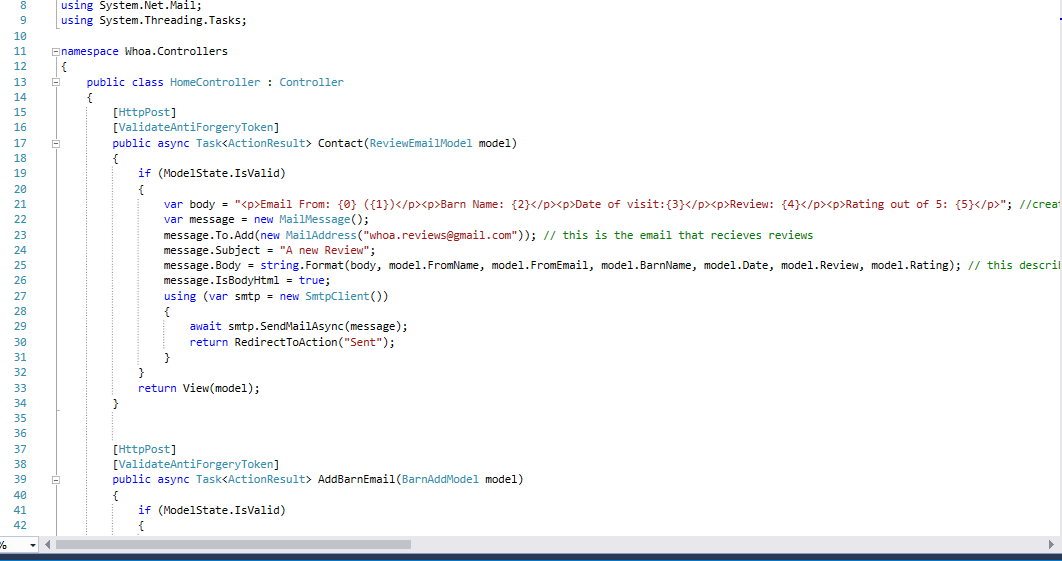 8 using System.Net.Mail;
9 using System.Threading.Tasks;
10
11 namespace Whoa.Controllers
12 {
13 public class HomeController : Controller
14 {
15 [HttpPost]
16 [ValidateAntiForgeryToken]
17 public async Task<ActionResult> Contact(ReviewEmailModel model)
18 {
19 if (ModelState.IsValid)
20 {
21 var body = "<p>Email From: {0} ({1})</p><p>Barn Name: {2}</p><p>Date of visit:{3}</p><p>Review: {4}</p><p>Rating out of 5: {5}</p>"; //crea
22 var message = new MailMessage();
23 message.To.Add(new MailAddress("whoa.reviews@gmail.com")); // this is the email that recieves reviews
24 message.Subject = "A new Review";
25 message.Body = string.Format(body, model.FromName, model.FromEmail, model.BarnName, model.Date, model.Review, model.Rating); // this descri
26 message.IsBodyHtml = true;
27 using (var smtp = new SmtpClient())
28 {
29 await smtp.SendMailAsync(message);
30 return RedirectToAction("Sent");
31 }
32 }
33 return View(model);
34 }
35
36
37 [HttpPost]
38 [ValidateAntiForgeryToken]
39 public async Task<ActionResult> AddBarnEmail(BarnAddModel model)
40 {
41 if (ModelState.IsValid)
42 {
%